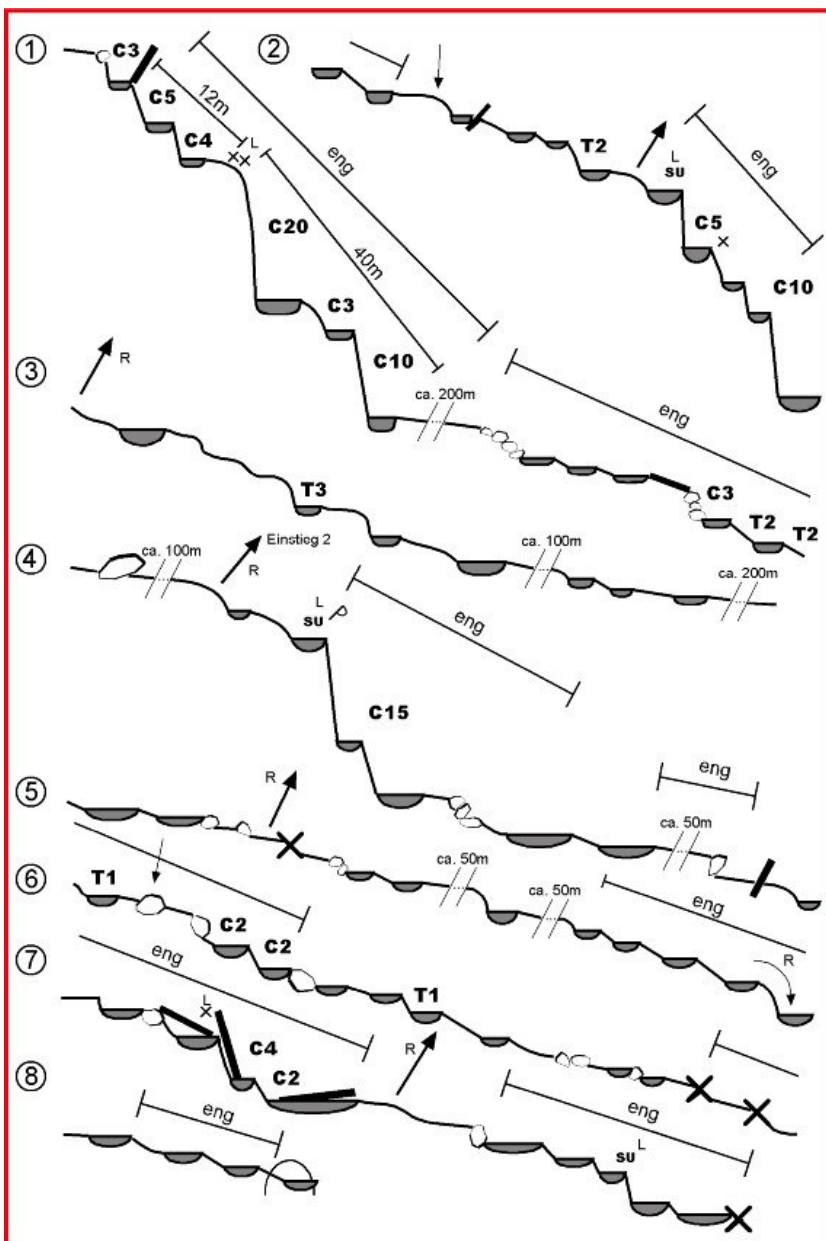 1
C3
C5
12m
C4
L
C20
40m
eng
C3
C10
2
T2
L
su
C5
eng
C10
3
R
T3
ca. 200m
eng
C3
T2
T2
ca. 100m
ca. 200m
4
ca. 100m
Einstieg 2
R
L
su
eng
C15
5
R
ca. 50m
ca. 50m
eng
ca. 50m
6
T1
C2
C2
T1
eng
R
7
eng
L
C4
C2
R
8
eng
su
L
eng